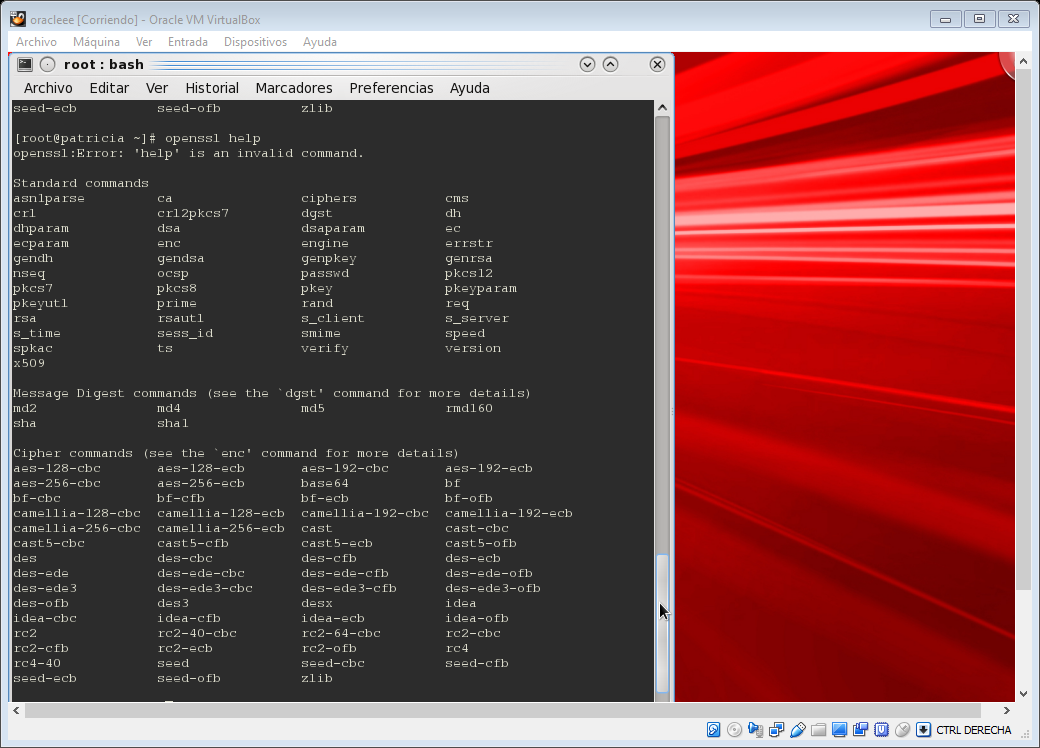 oracleee [Corriendo] - Oracle VM VirtualBox
Archivo Máquina Ver Entrada Dispositivos Ayuda
root : bash
Archivo Editar Ver Historial Marcadores Preferencias Ayuda
seed-ecb seed-ofb zlib
[root@patricia ~]# openssl help
openssl:Error: 'help' is an invalid command.
Standard commands
asn1parse ca ciphers cms
crl crl2pkcs7 dgst dh
dhparam dsa dsaparam ec
ecparam enc engine errstr
gendh gendsa genpkey genrsa
nseq ocsp passwd pkcs12
pkcs7 pkcs8 pkey pkeyparam
pkeyutl prime rand req
rsa rsautl s_client s_server
s_time sess_id smime speed
spkac ts verify version
x509
Message Digest commands (see the `dgst' command for more details)
md2 md4 md5 rmd160
sha sha1
Cipher commands (see the `enc' command for more details)
aes-128-cbc aes-128-ecb aes-192-cbc aes-192-ecb
aes-256-cbc aes-256-ecb base64 bf
bf-cbc bf-cfb bf-ecb bf-ofb
camellia-128-cbc camellia-128-ecb camellia-192-cbc camellia-192-ecb
camellia-256-cbc camellia-256-ecb cast cast-cbc
cast5-cbc cast5-cfb cast5-ecb cast5-ofb
des des-cbc des-cfb des-ecb
des-ede des-ede-cbc des-ede-cfb des-ede-ofb
des-ede3 des-ede3-cbc des-ede3-cfb des-ede3-ofb
des-ofb des3 desx idea
idea-cbc idea-cfb idea-ecb idea-ofb
rc2 rc2-40-cbc rc2-64-cbc rc2-cbc
rc2-cfb rc2-ecb rc2-ofb rc4
rc4-40 seed seed-cbc seed-cfb
seed-ecb seed-ofb zlib
CTRL DERECHA